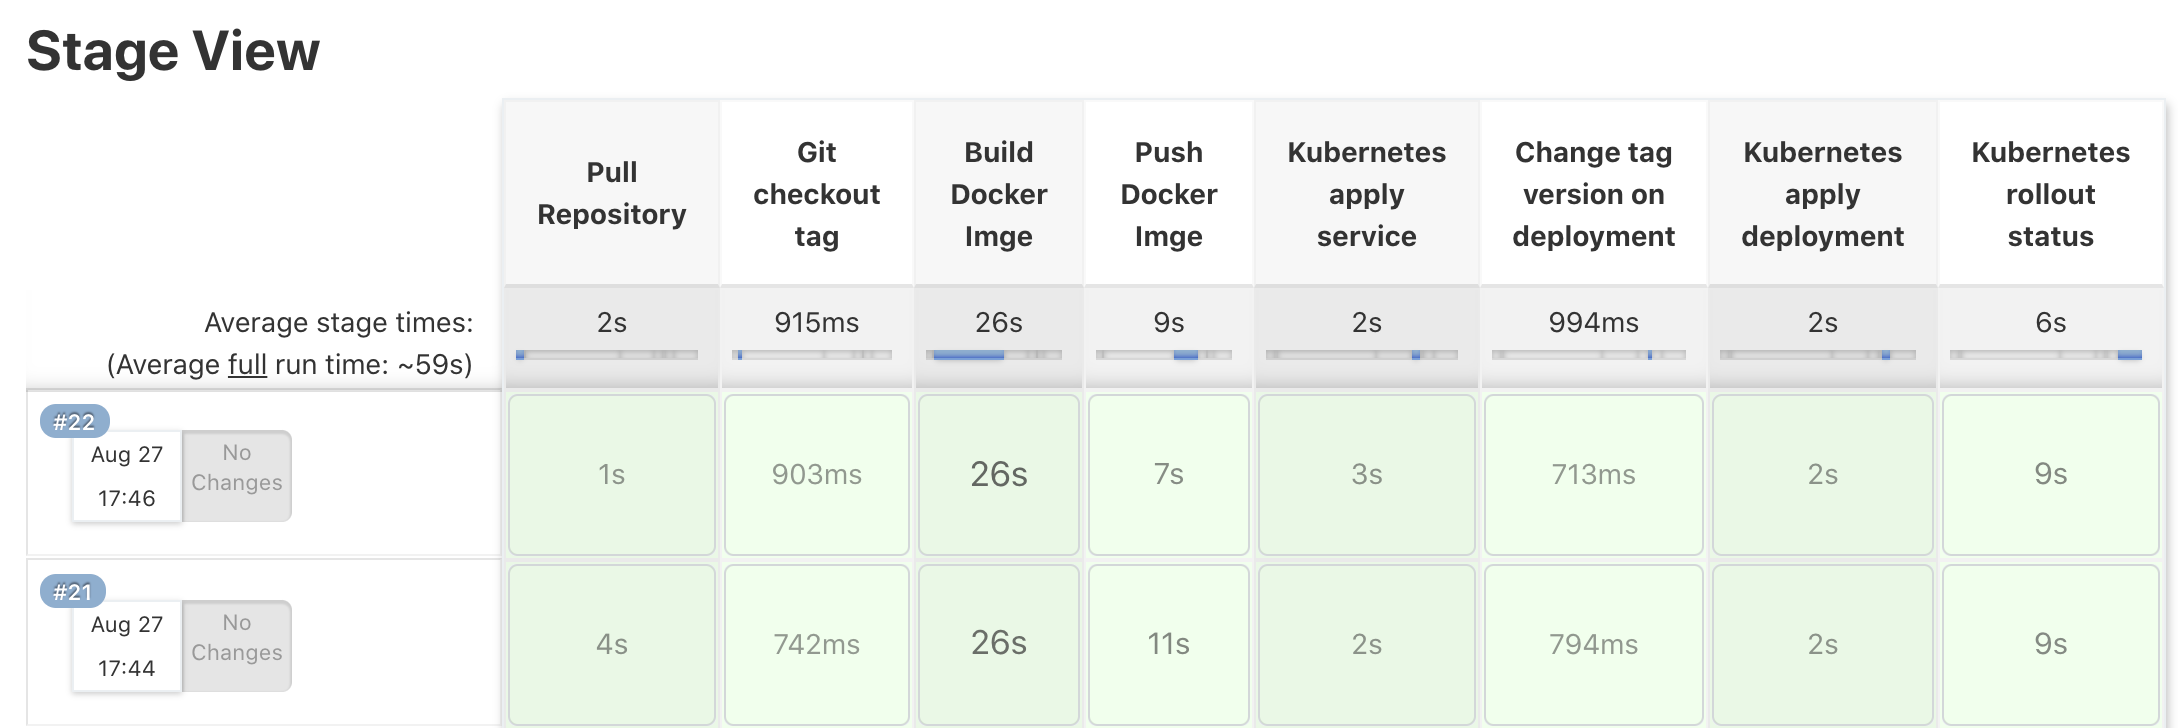 Stage View
Pull
Repository
Git
checkout
tag
Build
Docker
Imge
Push
Docker
Imge
Kubernetes
apply
service
Change tag
version on
deployment
Kubernetes
apply
deployment
Kubernetes
rollout
status
Average stage times:
(Average full run time: ~59s)
2s
915ms
26s
9s
2s
994ms
2s
6s
#22
Aug 27
17:46
No
Changes
1s
903ms
26s
7s
3s
713ms
2s
9s
#21
Aug 27
17:44
No
Changes
4s
742ms
26s
11s
2s
794ms
2s
9s